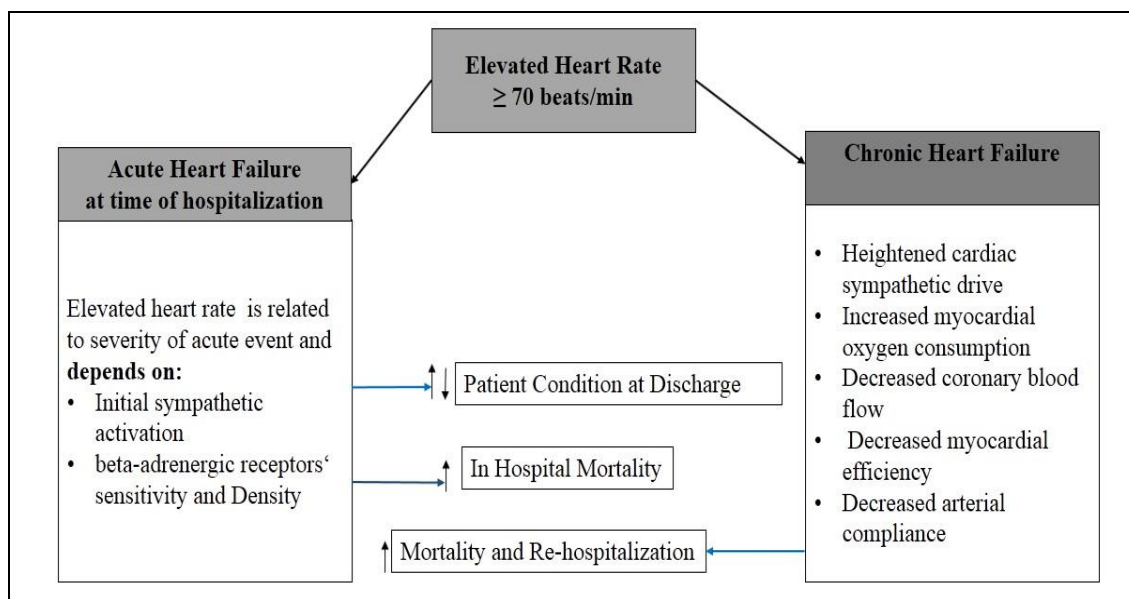 Elevated Heart Rate
≥ 70 beats/min
Acute Heart Failure
at time of hospitalization
Elevated heart rate is related
to severity of acute event and
depends on:
• Initial sympathetic
activation
• beta-adrenergic receptors‘
sensitivity and Density
↑↓ Patient Condition at Discharge
↑ In Hospital Mortality
↑ Mortality and Re-hospitalization
Chronic Heart Failure
• Heightened cardiac
sympathetic drive
• Increased myocardial
oxygen consumption
• Decreased coronary blood
flow
• Decreased myocardial
efficiency
• Decreased arterial
compliance